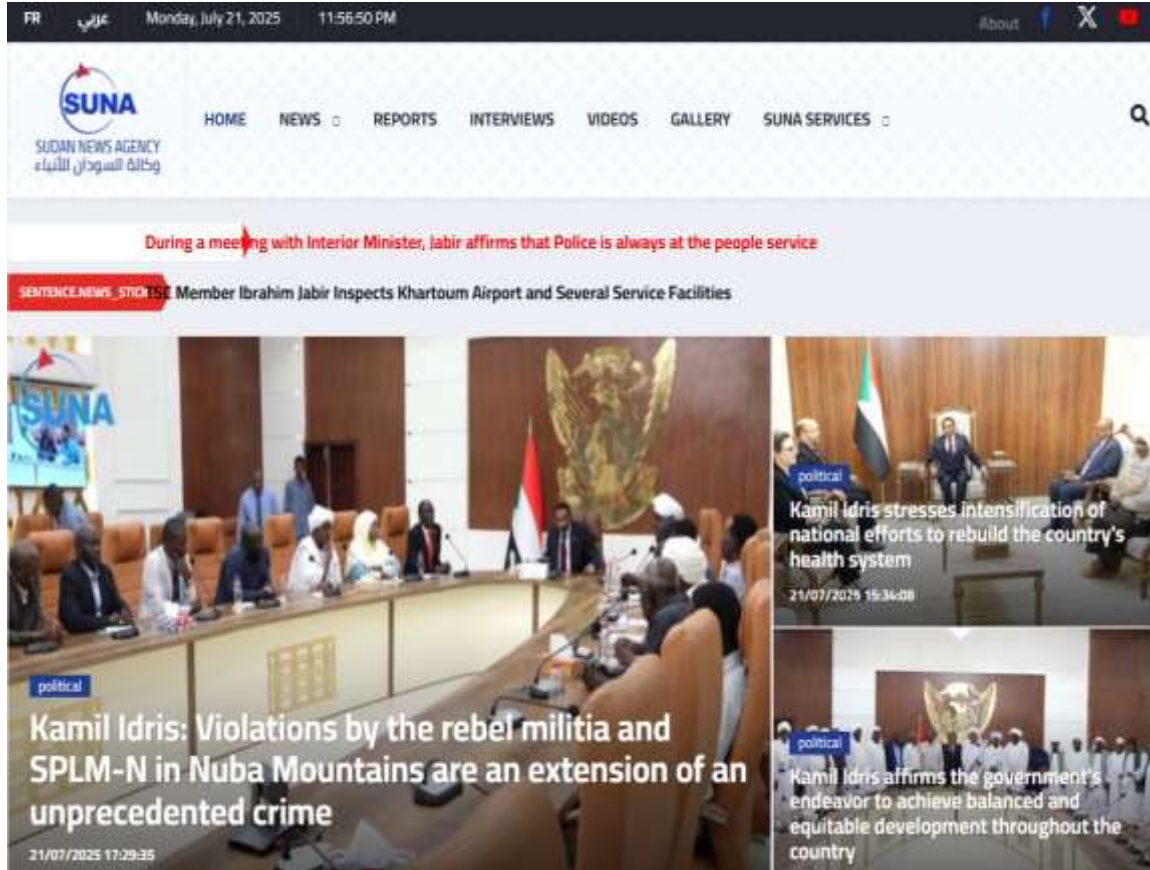 FR عربي Monday, July 21, 2025 11:56:50 PM About
SUNA
SUDAN NEWS AGENCY
وكالة السودان للأنباء
HOME NEWS REPORTS INTERVIEWS VIDEOS GALLERY SUNA SERVICES
During a meeting with Interior Minister, Jabir affirms that Police is always at the people service
SENTENCE.NEWS_STICK TSC Member Ibrahim Jabir Inspects Khartoum Airport and Several Service Facilities
SUNA
political
Kamil Idris: Violations by the rebel militia and
SPLM-N in Nuba Mountains are an extension of an
unprecedented crime
21/07/2025 17:29:35
political
Kamil Idris stresses intensification of
national efforts to rebuild the country's
health system
21/07/2025 15:34:08
political
Kamil Idris affirms the government's
endeavor to achieve balanced and
equitable development throughout the
country